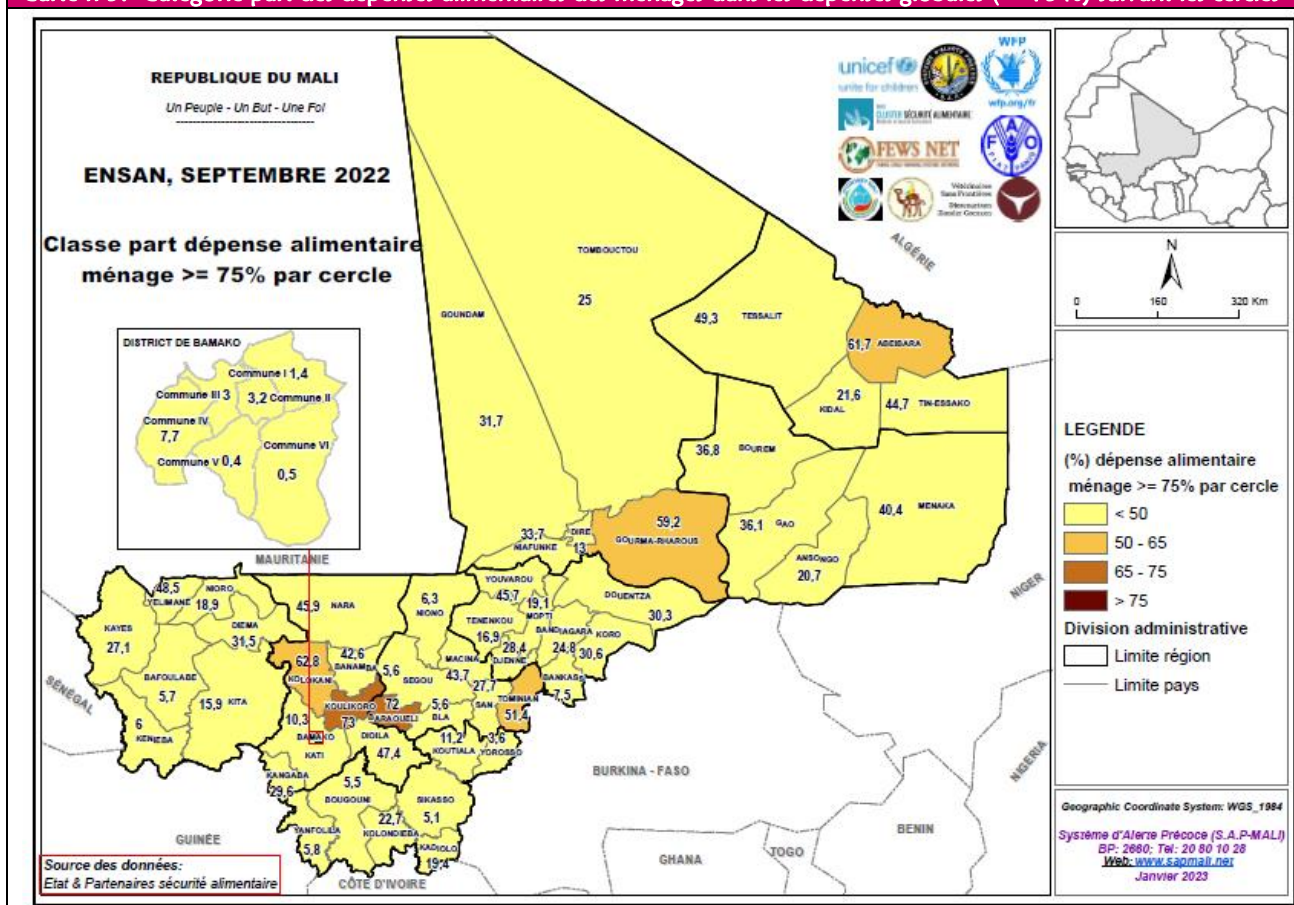 REPUBLIQUE DU MALI
Un Peuple - Un But - Une Foi
ENSAN, SEPTEMBRE 2022
Classe part dépense alimentaire
ménage >= 75% par cercle
unicef
unite for children
WFP
wfp.org/fr
CLUSTER SÉCURITÉ ALIMENTAIRE
FEWS NET
FAO
FIAT PANIS
Vétérinaires
Sans Frontières
DISTRICT DE BAMAKO
Commune I 1,4
Commune III 3
3,2 Commune II
Commune IV
7,7
Commune VI
Commune V 0,4
0,5
ALGÉRIE
TOMBOUCTOU
25
GOUNDAM
31,7
49,3 TESSALIT
61,7 ABEIBARA
21,6
KIDAL
44,7 TIN-ESSAKO
36,8 BOUREM
40,4 MENAKA
59,2
GOURMA-RHAROUS
36,1 GAO
ANSONGO
20,7
33,7
NIAFUNKE
DIRE
13
MAURITANIE
NIGER
48,5
YELIMANE
NIORO
18,9
45,9 NARA
6,3
NIONO
YOUVAROU
45,7
19,1
MOPTI
DOUENTZA
30,3
KAYES
27,1
DIEMA
31,5
TENENKOU
16,9
BANDIAGARA
24,8
KORO
30,6
28,4
DJENNE
62,8
KOLOKANI
42,6
BANAMBA
5,6
SEGOU
MACINA
43,7
BANKASS
7,5
SÉNÉGAL
BAFOULABE
5,7
15,9 KITA
27,7
SAN
TOMINIAN
51,4
KOULIKORO
73
72
BARAOUELI
5,6
BLA
6
KENIEBA
10,3
BAMAKO
KATI
DIOILA
47,4
11,2
KOUTIALA
3,6
YOROSSO
KANGABA
29,6
5,5
BOUGOUNI
SIKASSO
5,1
22,7
KOLONDIEBA
YANFOLILA
5,8
KADIOLO
19,4
BURKINA - FASO
GUINÉE
CÔTE D'IVOIRE
GHANA
TOGO
BENIN
NIGERIA
Source des données:
Etat & Partenaires sécurité alimentaire
N
0 160 320 Km
LEGENDE
(%) dépense alimentaire
ménage >= 75% par cercle
< 50
50 - 65
65 - 75
> 75
Division administrative
Limite région
Limite pays
Geographic Coordinate System: WGS_1984
Système d'Alerte Précoce (S.A.P-MALI)
BP: 2660; Tel: 20 80 10 28
Web: www.sapmali.net
Janvier 2023